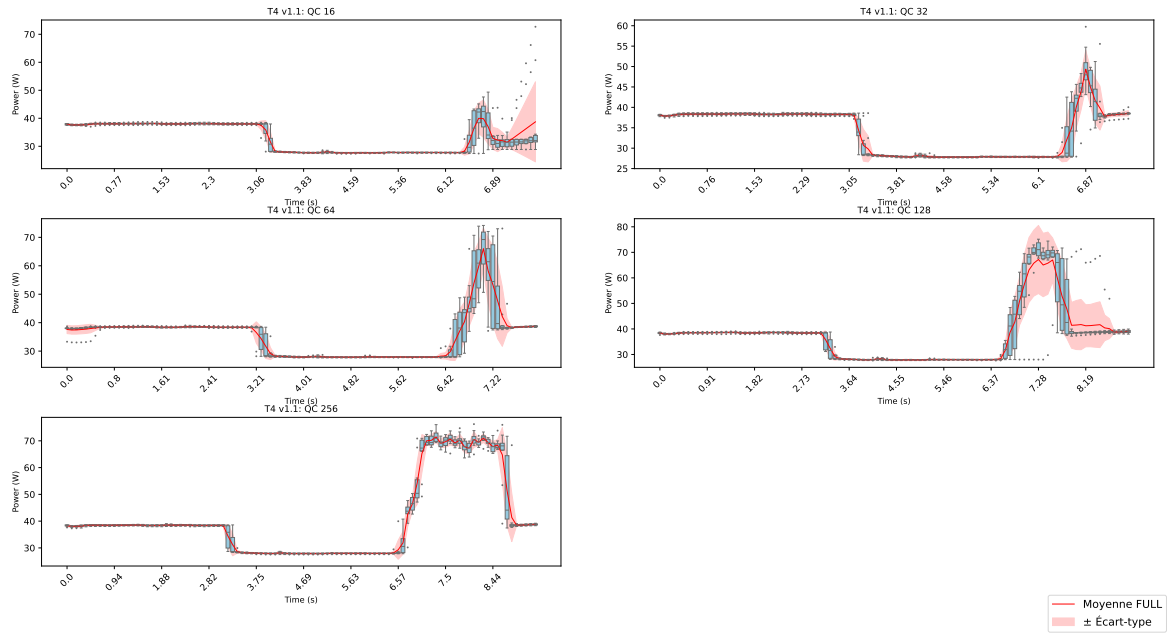 T4 v1.1: QC 16
Power (W)
70
60
50
40
30
0.0 0.77 1.53 2.3 3.06 3.83 4.59 5.36 6.12 6.89
Time (s)
T4 v1.1: QC 32
Power (W)
60
55
50
45
40
35
30
25
0.0 0.76 1.53 2.29 3.05 3.81 4.58 5.34 6.1 6.87
Time (s)
T4 v1.1: QC 64
Power (W)
70
60
50
40
30
0.0 0.8 1.61 2.41 3.21 4.01 4.82 5.62 6.42 7.22
Time (s)
T4 v1.1: QC 128
Power (W)
80
70
60
50
40
30
0.0 0.91 1.82 2.73 3.64 4.55 5.46 6.37 7.28 8.19
Time (s)
T4 v1.1: QC 256
Power (W)
70
60
50
40
30
0.0 0.94 1.88 2.82 3.75 4.69 5.63 6.57 7.5 8.44
Time (s)
Moyenne FULL
± Écart-type